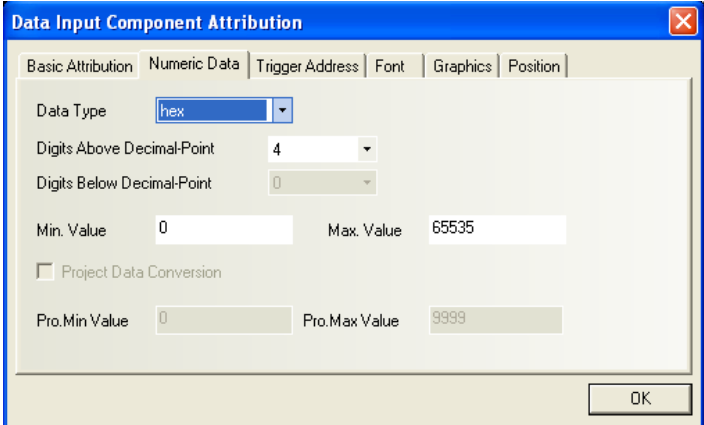 Data Input Component Attribution
Basic Attribution Numeric Data Trigger Address Font Graphics Position
Data Type hex
Digits Above Decimal-Point 4
Digits Below Decimal-Point 0
Min. Value 0 Max. Value 65535
Project Data Conversion
Pro.Min Value 0 Pro.Max Value 9999
OK